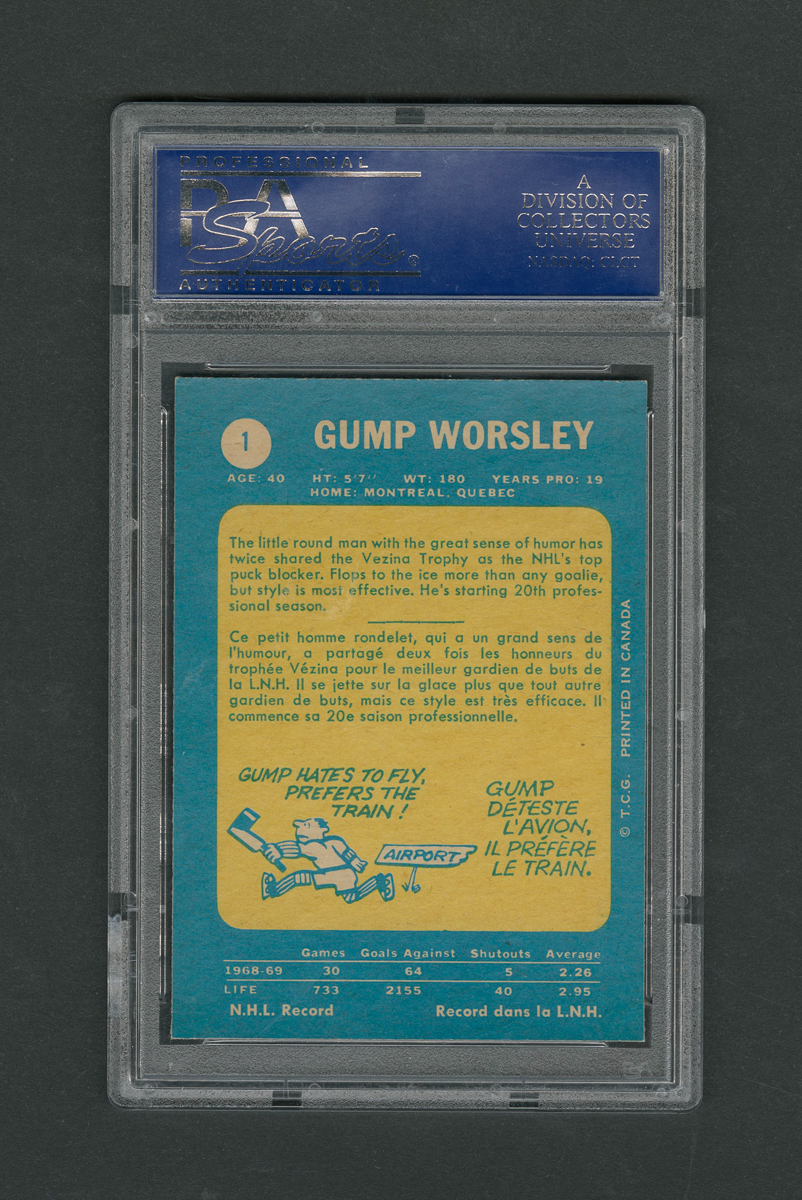 PROFESSIONAL
PSA
Sports
AUTHENTICATOR
A
DIVISION OF
COLLECTORS
UNIVERSE
NASDAQ: CLCT
1
GUMP WORSLEY
AGE: 40 HT: 5'7" WT: 180 YEARS PRO: 19
HOME: MONTREAL, QUEBEC
The little round man with the great sense of humor has
twice shared the Vezina Trophy as the NHL's top
puck blocker. Flops to the ice more than any goalie,
but style is most effective. He's starting 20th profes-
sional season.
Ce petit homme rondelet, qui a un grand sens de
l'humour, a partagé deux fois les honneurs du
trophée Vézina pour le meilleur gardien de buts de
la L.N.H. Il se jette sur la glace plus que tout autre
gardien de buts, mais ce style est très efficace. Il
commence sa 20e saison professionnelle.
GUMP HATES TO FLY,
PREFERS THE
TRAIN!
AIRPORT
GUMP
DÉTESTE
L'AVION,
IL PRÉFÈRE
LE TRAIN.
© T.C.G. PRINTED IN CANADA
Games Goals Against Shutouts Average
1968-69 30 64 5 2.26
LIFE 733 2155 40 2.95
N.H.L. Record Record dans la L.N.H.